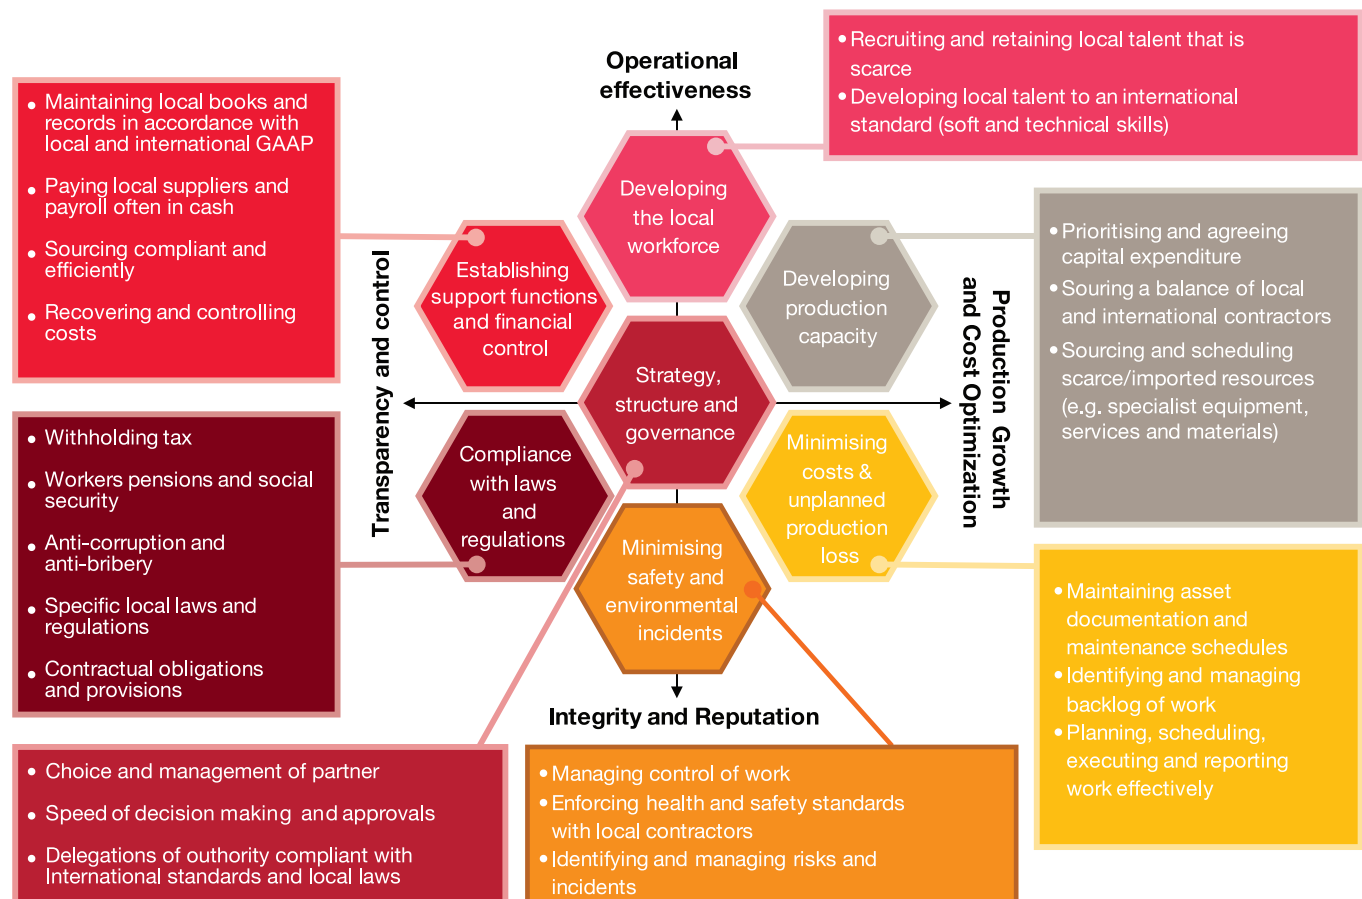 Operational
effectiveness
• Recruiting and retaining local talent that is
scarce
• Developing local talent to an international
standard (soft and technical skills)
• Maintaining local books and
records in accordance with
local and international GAAP
• Paying local suppliers and
payroll often in cash
• Sourcing compliant and
efficiently
• Recovering and controlling
costs
Developing
the local
workforce
Establishing
support functions
and financial
control
Developing
production
capacity
• Prioritising and agreeing
capital expenditure
• Souring a balance of local
and international contractors
• Sourcing and scheduling
scarce/imported resources
(e.g. specialist equipment,
services and materials)
Transparency and control
Strategy,
structure and
governance
Production Growth
and Cost Optimization
• Withholding tax
• Workers pensions and social
security
• Anti-corruption and
anti-bribery
• Specific local laws and
regulations
• Contractual obligations
and provisions
Compliance
with laws
and
regulations
Minimising
costs &
unplanned
production
loss
Minimising
safety and
environmental
incidents
• Maintaining asset
documentation and
maintenance schedules
• Identifying and managing
backlog of work
• Planning, scheduling,
executing and reporting
work effectively
Integrity and Reputation
• Choice and management of partner
• Speed of decision making and approvals
• Delegations of outhority compliant with
International standards and local laws
• Managing control of work
• Enforcing health and safety standards
with local contractors
• Identifying and managing risks and
incidents